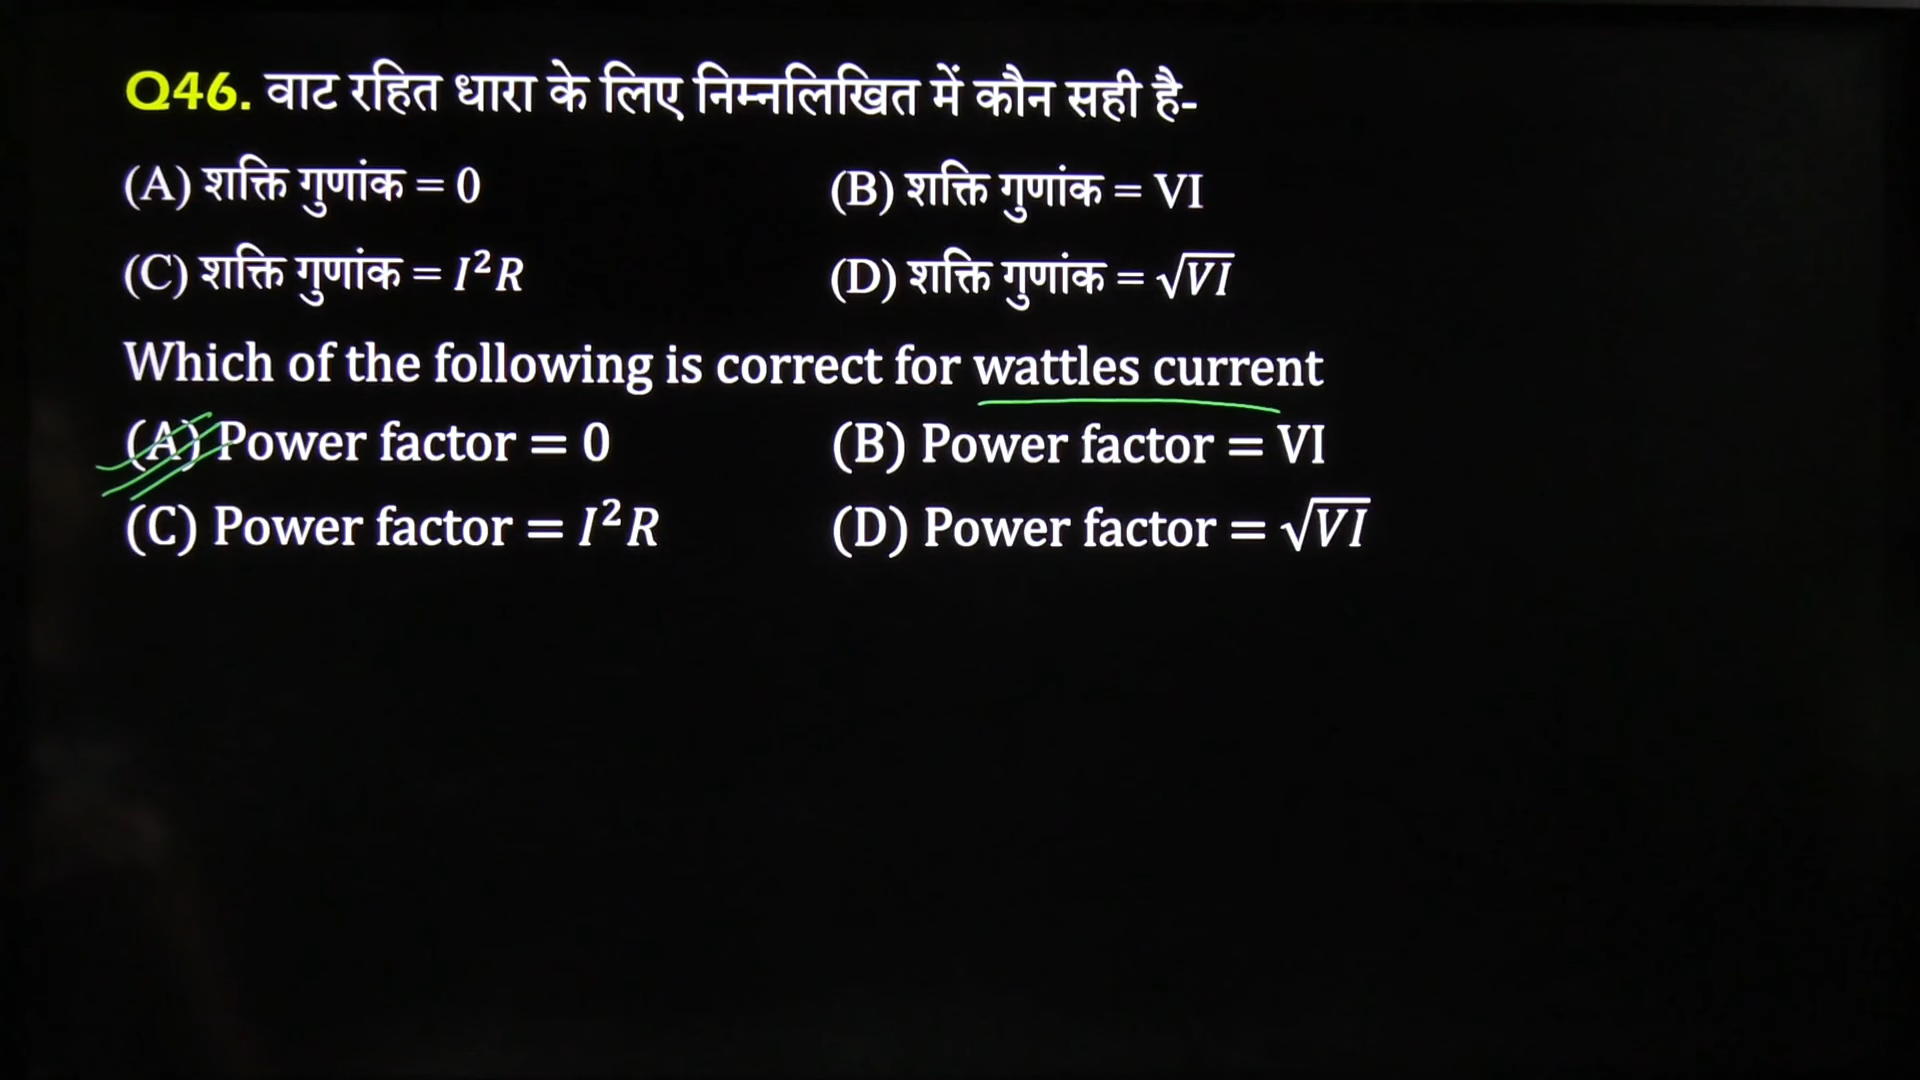 Q46. वाट रहित धारा के लिए निम्नलिखित में कौन सही है-
(A) शक्ति गुणांक = 0 (B) शक्ति गुणांक = VI
(C) शक्ति गुणांक = I²R (D) शक्ति गुणांक = √VI
Which of the following is correct for wattles current
(A) Power factor = 0 (B) Power factor = VI
(C) Power factor = I²R (D) Power factor = √VI